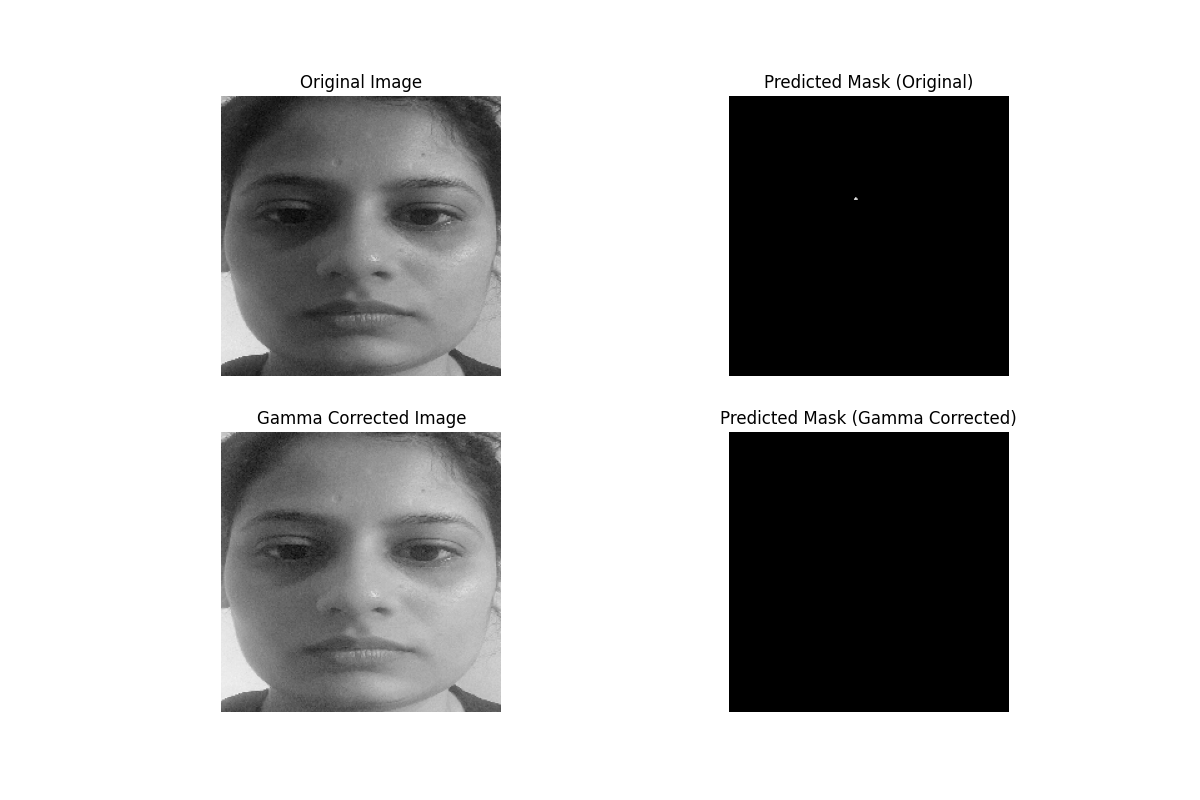 Original Image
Predicted Mask (Original)
Gamma Corrected Image
Predicted Mask (Gamma Corrected)